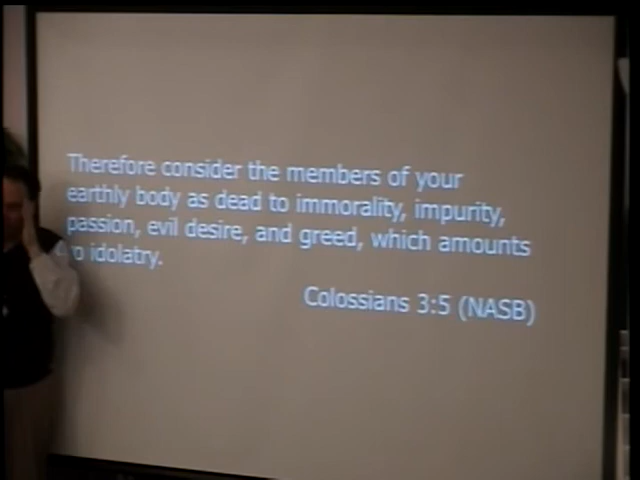 Therefore consider the members of your
earthly body as dead to immorality, impurity,
passion, evil desire, and greed, which amounts
to idolatry.
Colossians 3:5 (NASB)